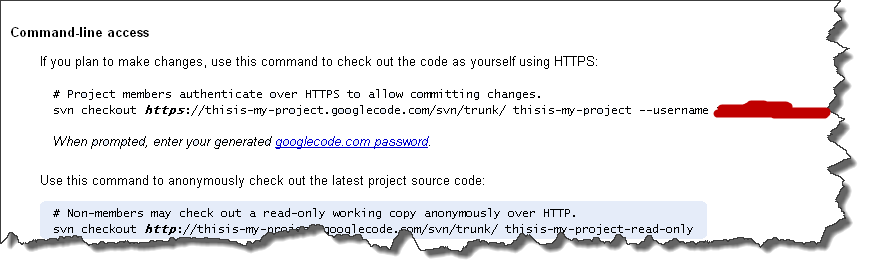 Command-line access
If you plan to make changes, use this command to check out the code as yourself using HTTPS:
# Project members authenticate over HTTPS to allow committing changes.
svn checkout https://thisis-my-project.googlecode.com/svn/trunk/ thisis-my-project --username
When prompted, enter your generated googlecode.com password.
Use this command to anonymously check out the latest project source code:
# Non-members may check out a read-only working copy anonymously over HTTP.
svn checkout http://thisis-my-project.googlecode.com/svn/trunk/ thisis-my-project-read-only